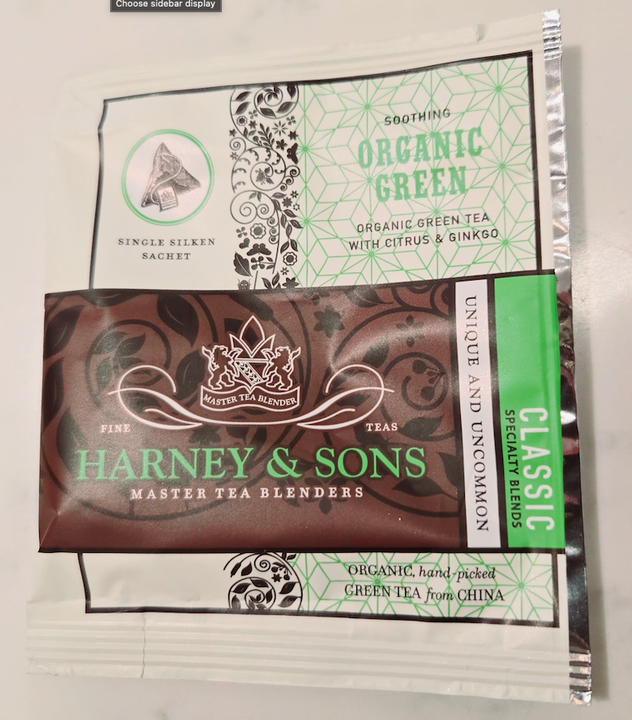 Choose sidebar display
SOOTHING
ORGANIC
GREEN
ORGANIC GREEN TEA
WITH CITRUS & GINKGO
SINGLE SILKEN
SACHET
MASTER TEA BLENDER
FINE
TEAS
HARNEY & SONS
MASTER TEA BLENDERS
UNIQUE AND UNCOMMON
CLASSIC
SPECIALTY BLENDS
ORGANIC, hand-picked
GREEN TEA from CHINA